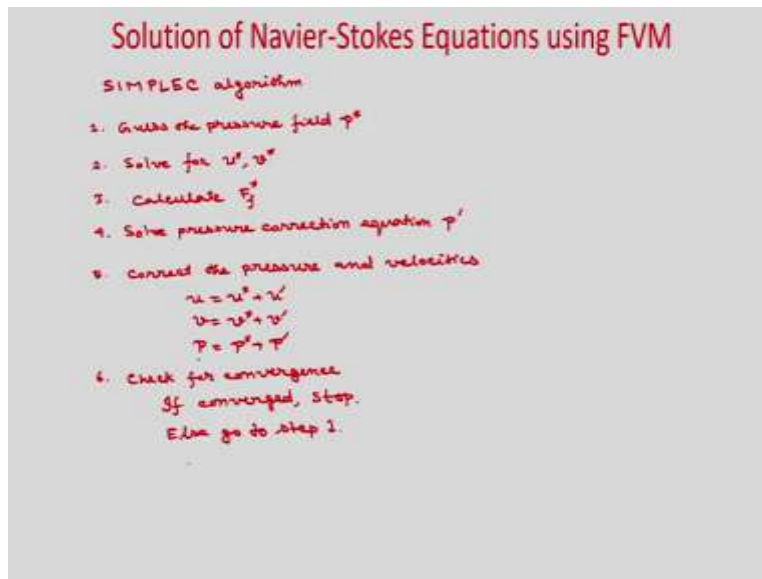 Solution of Navier-Stokes Equations using FVM
SIMPLEC algorithm
1. Guess the pressure field p*
2. Solve for u*, v*
3. Calculate F_f*
4. Solve pressure correction equation p'
5. Correct the pressure and velocities
u = u* + u'
v = v* + v'
P = p* + p'
6. Check for convergence
If converged, stop.
Else go to step 1.